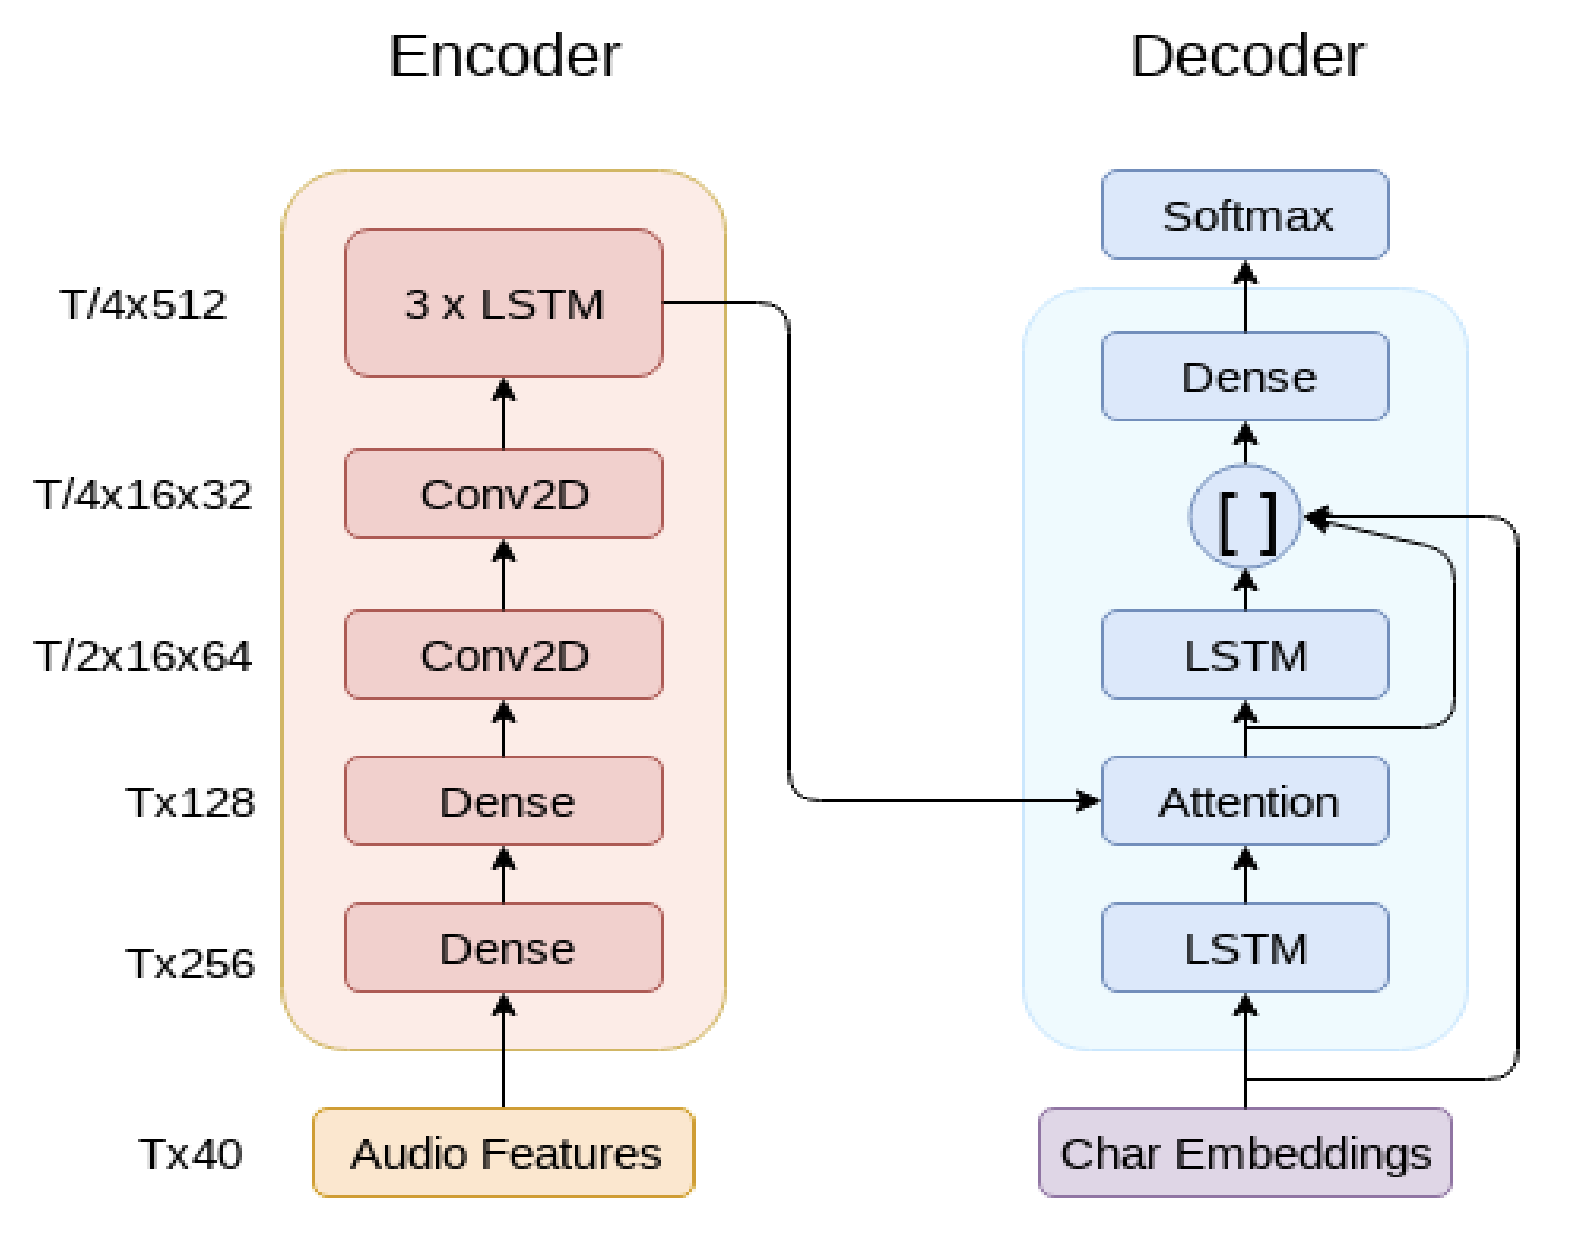 Encoder
Decoder
T/4x512
3 x LSTM
T/4x16x32
Conv2D
T/2x16x64
Conv2D
Tx128
Dense
Tx256
Dense
Tx40
Audio Features
Softmax
Dense
[ ]
LSTM
Attention
LSTM
Char Embeddings